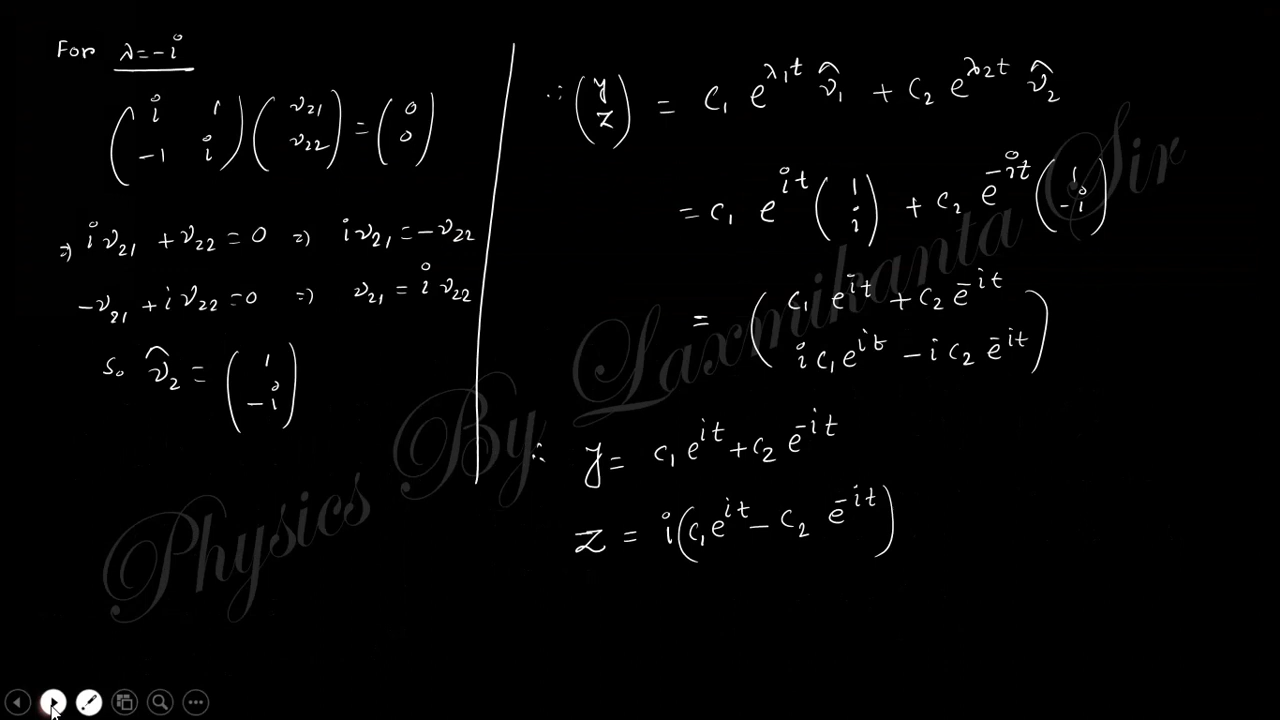 For λ=-i
( i 1 ; -1 i ) ( v21 ; v22 ) = ( 0 ; 0 )
⇒ i v21 + v22 = 0 ⇒ i v21 = -v22
-v21 + i v22 = 0 ⇒ v21 = i v22
So v̂2 = ( 1 ; -i )
∴ ( y ; z ) = c1 e^{λ1t} v̂1 + c2 e^{λ2t} v̂2
= c1 e^{it} ( 1 ; i ) + c2 e^{-it} ( 1 ; -i )
= ( c1 e^{it} + c2 e^{-it} ; i c1 e^{it} - i c2 e^{-it} )
∴ y = c1 e^{it} + c2 e^{-it}
z = i(c1 e^{it} - c2 e^{-it})
Physics By Laxmikanta Sir